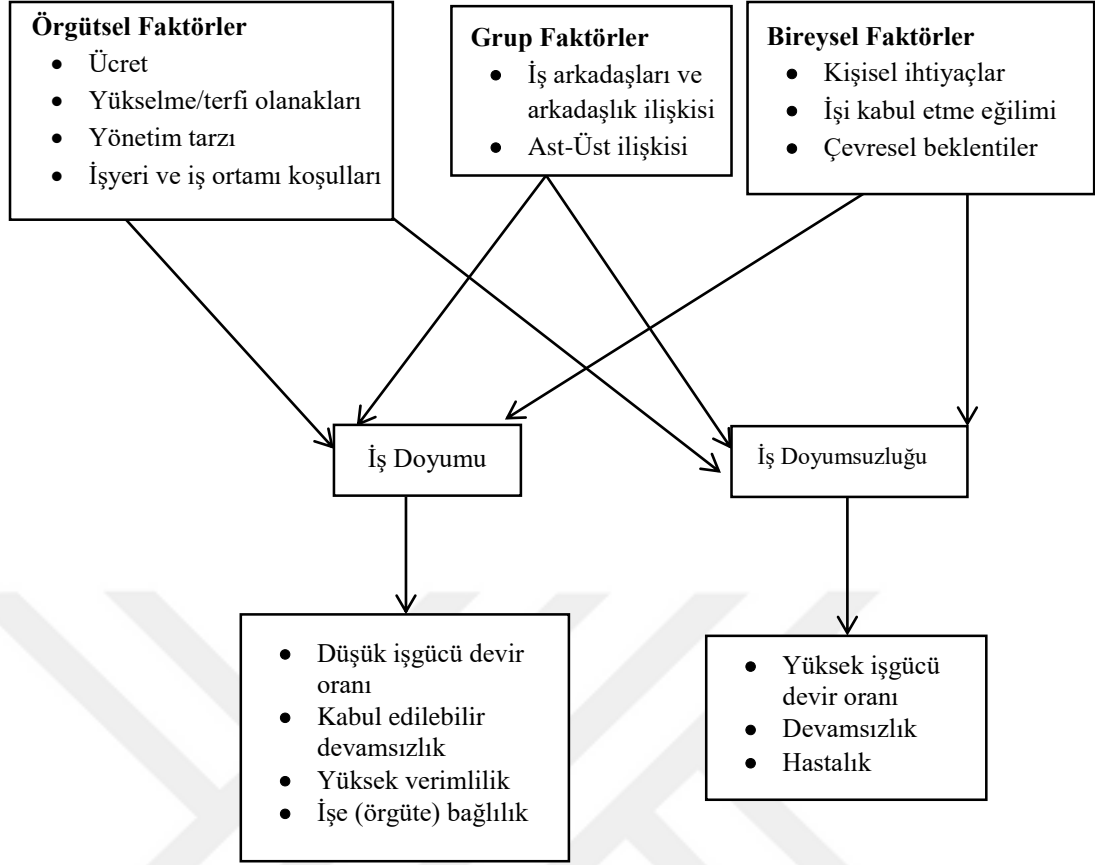 Örgütsel Faktörler
• Ücret
• Yükselme/terfi olanakları
• Yönetim tarzı
• İşyeri ve iş ortamı koşulları
Grup Faktörler
• İş arkadaşları ve
arkadaşlık ilişkisi
• Ast-Üst ilişkisi
Bireysel Faktörler
• Kişisel ihtiyaçlar
• İşi kabul etme eğilimi
• Çevresel beklentiler
İş Doyumu
İş Doyumsuzluğu
• Düşük işgücü devir
oranı
• Kabul edilebilir
devamsızlık
• Yüksek verimlilik
• İşe (örgüte) bağlılık
• Yüksek işgücü
devir oranı
• Devamsızlık
• Hastalık